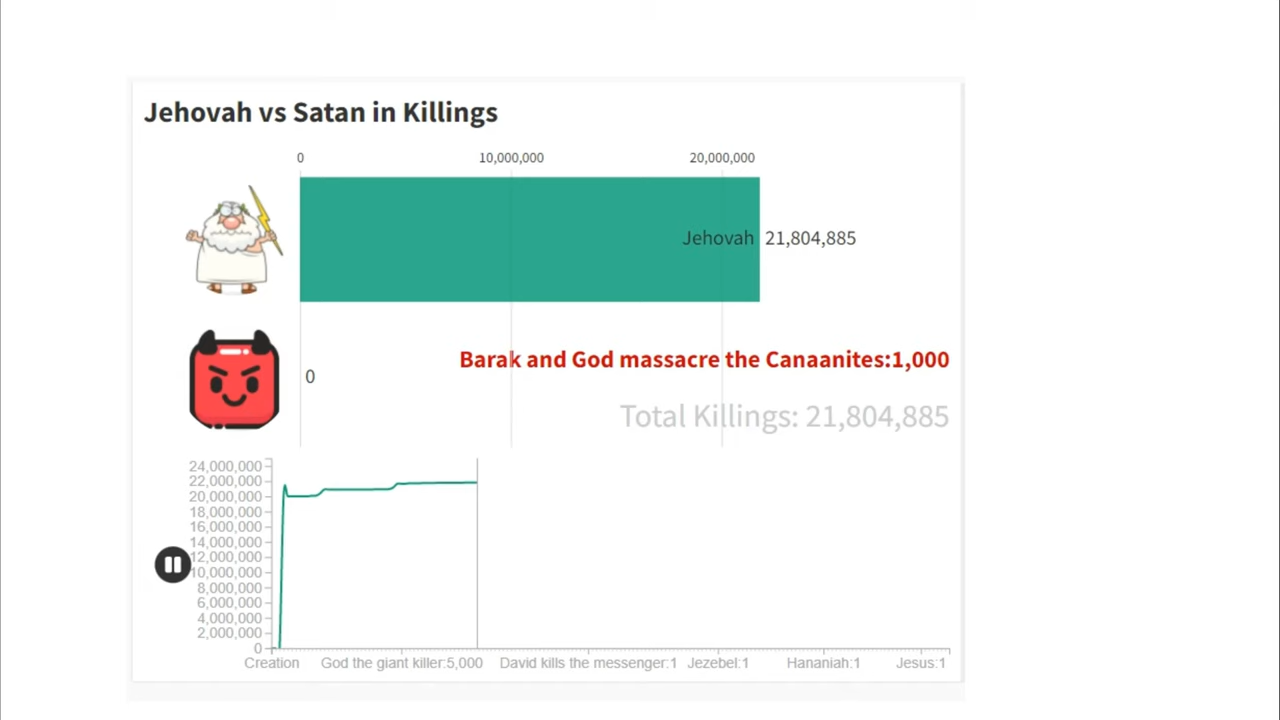 Jehovah vs Satan in Killings
0 10,000,000 20,000,000
Jehovah 21,804,885
Barak and God massacre the Canaanites:1,000
0
Total Killings: 21,804,885
24,000,000
22,000,000
20,000,000
18,000,000
16,000,000
14,000,000
12,000,000
10,000,000
8,000,000
6,000,000
4,000,000
2,000,000
0
Creation God the giant killer:5,000 David kills the messenger:1 Jezebel:1 Hananiah:1 Jesus:1